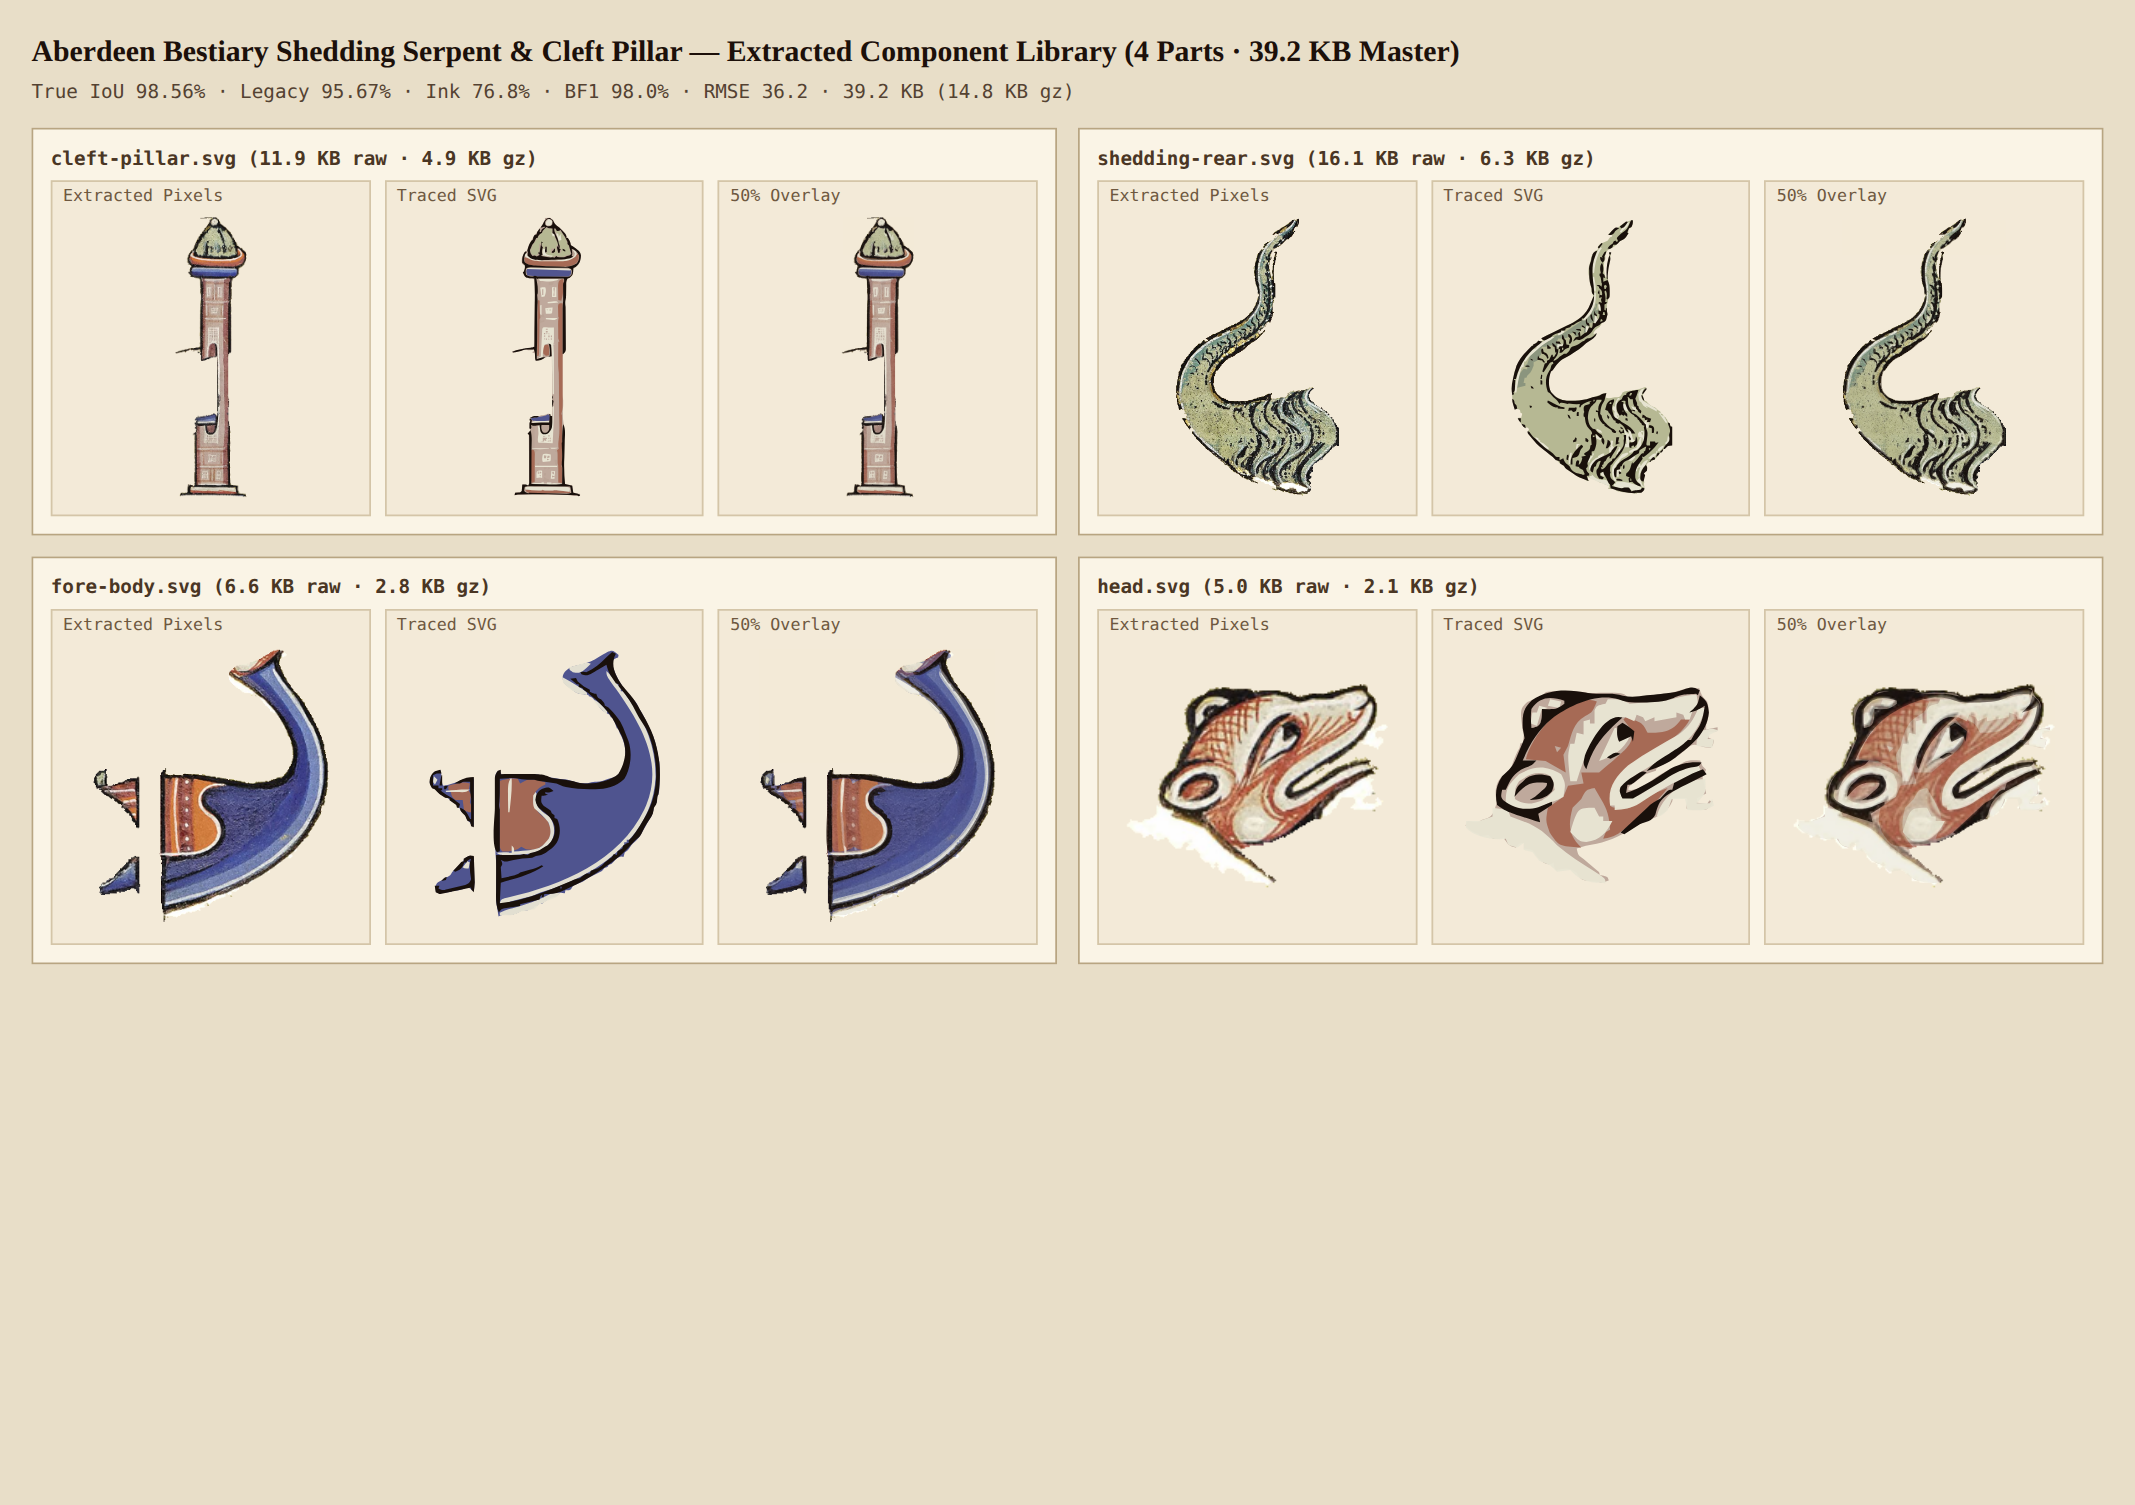 Aberdeen Bestiary Shedding Serpent & Cleft Pillar — Extracted Component Library (4 Parts · 39.2 KB Master)
True IoU 98.56% · Legacy 95.67% · Ink 76.8% · BF1 98.0% · RMSE 36.2 · 39.2 KB (14.8 KB gz)
cleft-pillar.svg (11.9 KB raw · 4.9 KB gz)
Extracted Pixels
Traced SVG
50% Overlay
shedding-rear.svg (16.1 KB raw · 6.3 KB gz)
Extracted Pixels
Traced SVG
50% Overlay
fore-body.svg (6.6 KB raw · 2.8 KB gz)
Extracted Pixels
Traced SVG
50% Overlay
head.svg (5.0 KB raw · 2.1 KB gz)
Extracted Pixels
Traced SVG
50% Overlay